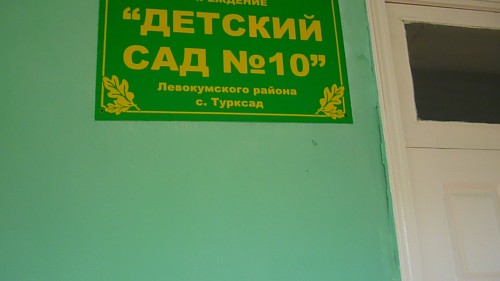 “ДЕТСКИЙ
САД №10”
Левокумского района
с. Турксад